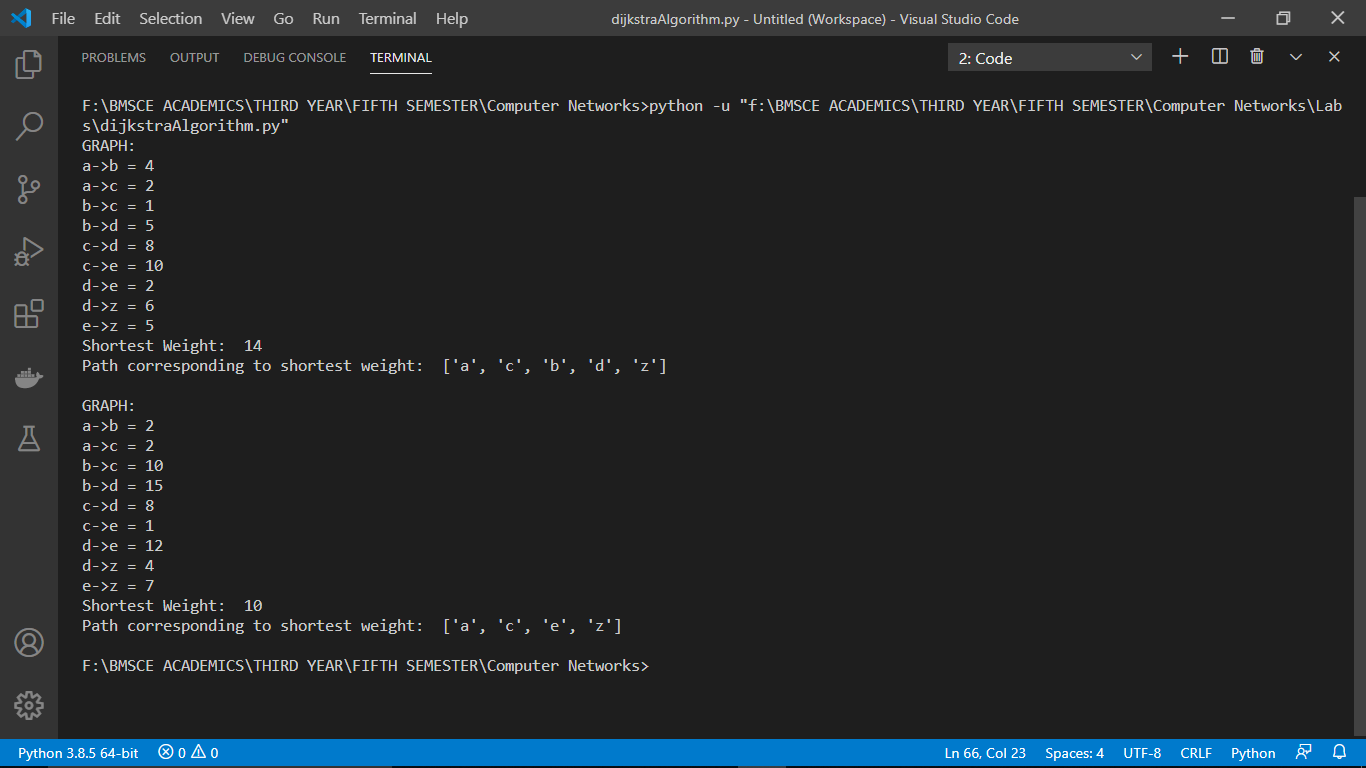 File Edit Selection View Go Run Terminal Help dijkstraAlgorithm.py - Untitled (Workspace) - Visual Studio Code
PROBLEMS OUTPUT DEBUG CONSOLE TERMINAL 2: Code
F:\BMSCE ACADEMICS\THIRD YEAR\FIFTH SEMESTER\Computer Networks>python -u "f:\BMSCE ACADEMICS\THIRD YEAR\FIFTH SEMESTER\Computer Networks\Lab
s\dijkstraAlgorithm.py"
GRAPH:
a->b = 4
a->c = 2
b->c = 1
b->d = 5
c->d = 8
c->e = 10
d->e = 2
d->z = 6
e->z = 5
Shortest Weight:  14
Path corresponding to shortest weight:  ['a', 'c', 'b', 'd', 'z']
GRAPH:
a->b = 2
a->c = 2
b->c = 10
b->d = 15
c->d = 8
c->e = 1
d->e = 12
d->z = 4
e->z = 7
Shortest Weight:  10
Path corresponding to shortest weight:  ['a', 'c', 'e', 'z']
F:\BMSCE ACADEMICS\THIRD YEAR\FIFTH SEMESTER\Computer Networks>
Python 3.8.5 64-bit 0 0 Ln 66, Col 23 Spaces: 4 UTF-8 CRLF Python